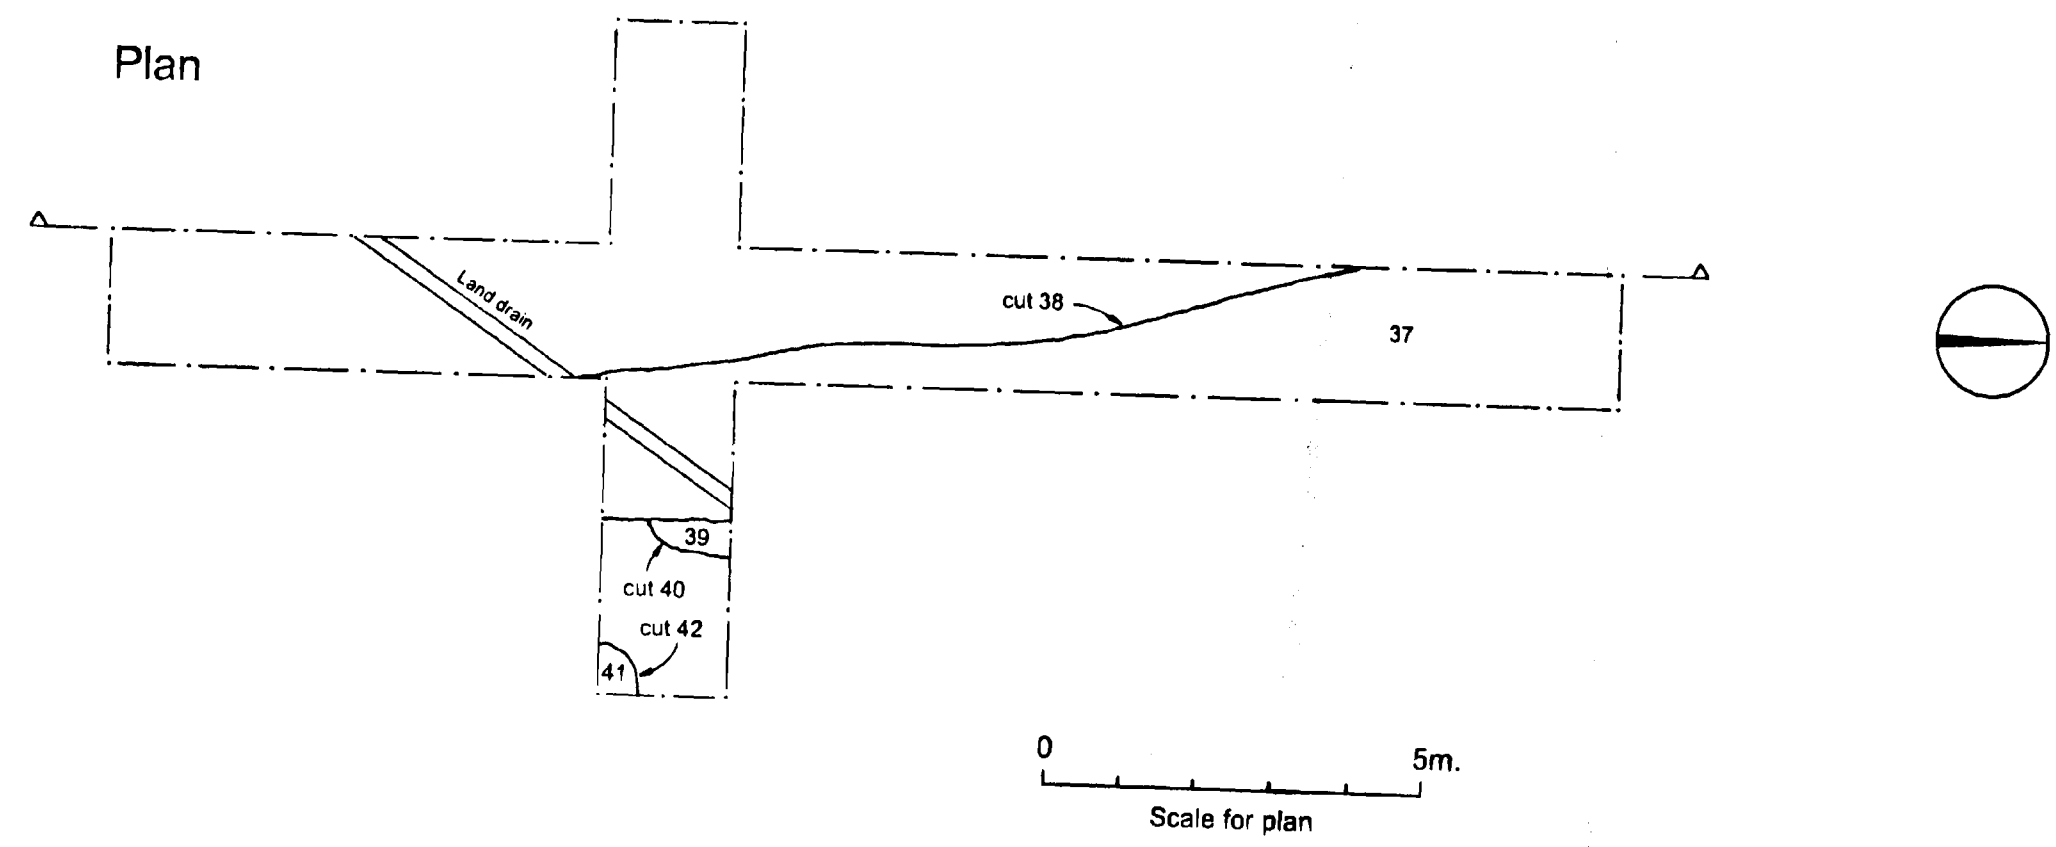 Plan
Land drain
cut 38
37
39
cut 40
cut 42
41
0
5m.
Scale for plan